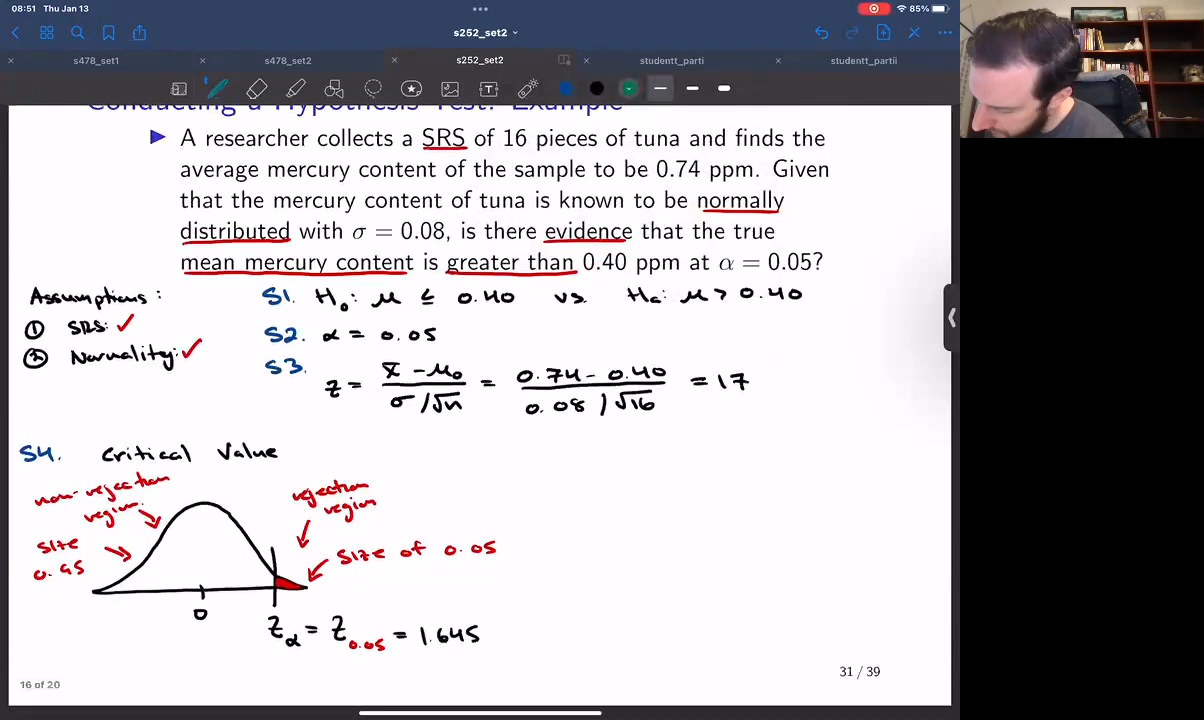 08:51 Thu Jan 13
85%
s252_set2
s478_set1
s478_set2
s252_set2
studentt_parti
studentt_partii
Conducting a Hypothesis Test: Example
A researcher collects a SRS of 16 pieces of tuna and finds the
average mercury content of the sample to be 0.74 ppm. Given
that the mercury content of tuna is known to be normally
distributed with σ = 0.08, is there evidence that the true
mean mercury content is greater than 0.40 ppm at α = 0.05?
Assumptions:
① SRS: ✓
② Normality: ✓
S1. H₀: μ ≤ 0.40 vs. Hₐ: μ > 0.40
S2. α = 0.05
S3.
z = (x̄ - μ₀) / (σ/√n) = (0.74 - 0.40) / (0.08/√16) = 17
S4. Critical Value
non-rejection
region.
size
0.95
rejection
region
size of 0.05
0
Zα = Z0.05 = 1.645
31 / 39
16 of 20